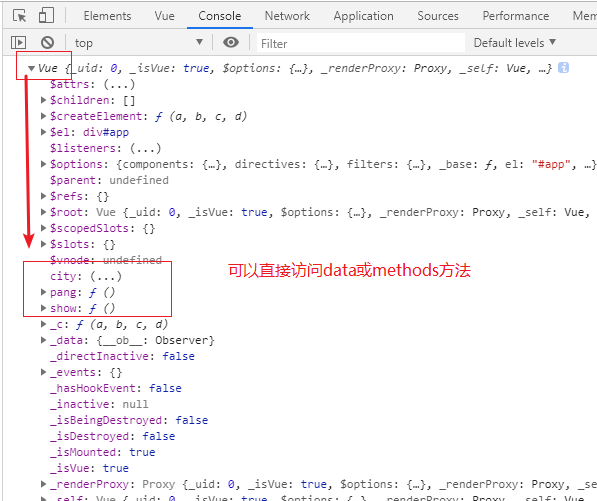 Elements Vue Console Network Application Sources Performance Mem
top Filter Default levels
Vue {_uid: 0, _isVue: true, $options: {…}, _renderProxy: Proxy, _self: Vue, …}
$attrs: (...)
$children: []
$createElement: ƒ (a, b, c, d)
$el: div#app
$listeners: (...)
$options: {components: {…}, directives: {…}, filters: {…}, _base: ƒ, el: "#app", …}
$parent: undefined
$refs: {}
$root: Vue {_uid: 0, _isVue: true, $options: {…}, _renderProxy: Proxy, _self: Vue,
$scopedSlots: {}
$slots: {}
$vnode: undefined
city: (...)
可以直接访问data或methods方法
pang: ƒ ()
show: ƒ ()
_c: ƒ (a, b, c, d)
_data: {__ob__: Observer}
_directInactive: false
_events: {}
_hasHookEvent: false
_inactive: null
_isBeingDestroyed: false
_isDestroyed: false
_isMounted: true
_isVue: true
_renderProxy: Proxy {_uid: 0, _isVue: true, $options: {…}, _renderProxy: Proxy, _se
_self: Vue {_uid: 0, _isVue: true, $options: {…}, _renderProxy: Proxy, _self: Vue,